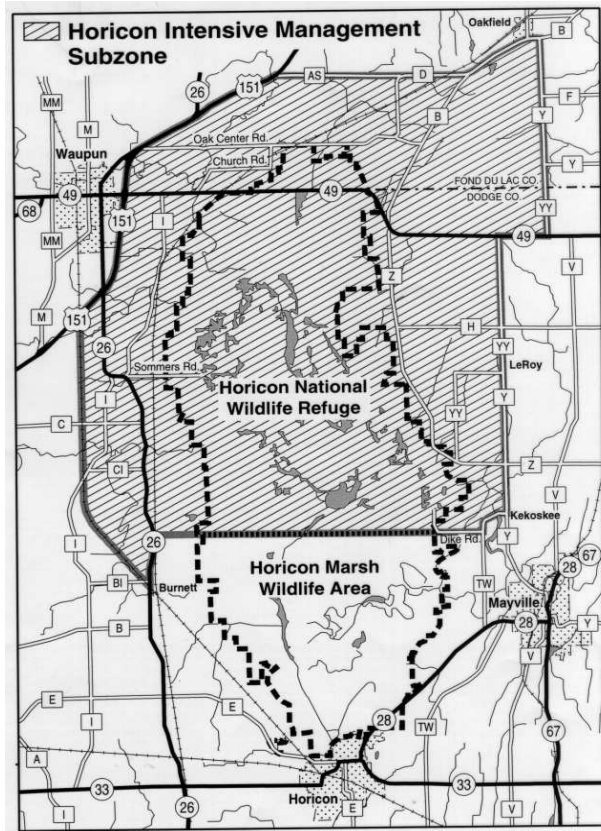 Horicon Intensive Management
Subzone
Oakfield
B
26
151
AS
D
MM
M
F
B
Y
Oak Center Rd.
Waupun
Church Rd.
Y
FOND DU LAC CO.
49
49
DODGE CO.
68
151
I
YY
49
MM
Z
V
M
151
H
26
YY
Sommers Rd.
LeRoy
Horicon National
Wildlife Refuge
I
Y
C
YY
CI
Z
V
Kekoskee
I
26
Dike Rd.
Y
67
Horicon Marsh
Wildlife Area
28
BI
Burnett
TW
Mayville
28
Y
B
V
E
E
28
TW
67
A
I
33
33
Horicon
I
26
E
V